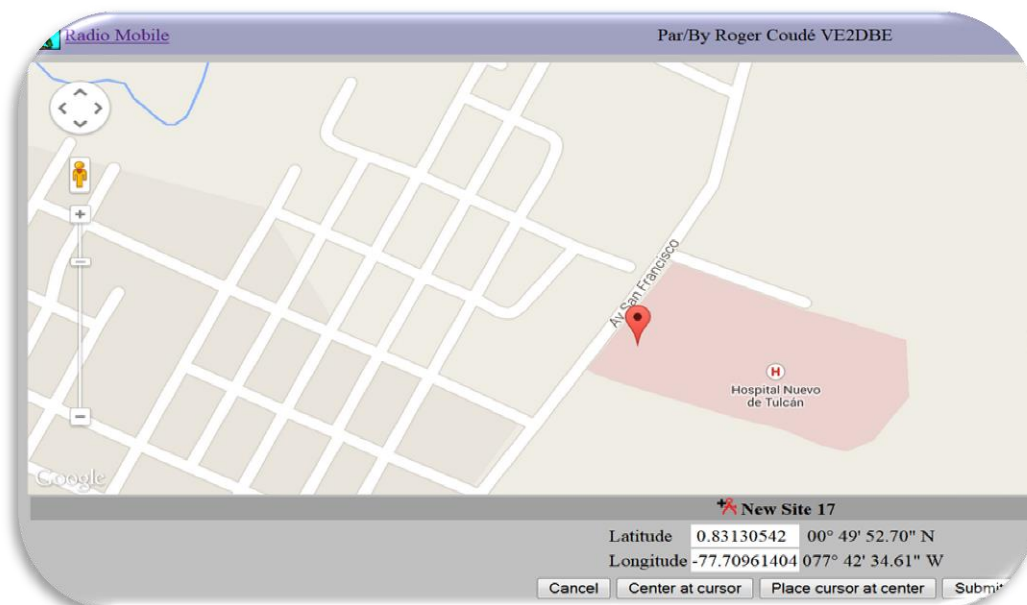 Radio Mobile Par/By Roger Coudé VE2DBE
Av San Francisco
H
Hospital Nuevo
de Tulcán
Google
New Site 17
Latitude 0.83130542 00° 49' 52.70" N
Longitude -77.70961404 077° 42' 34.61" W
Cancel Center at cursor Place cursor at center Submit